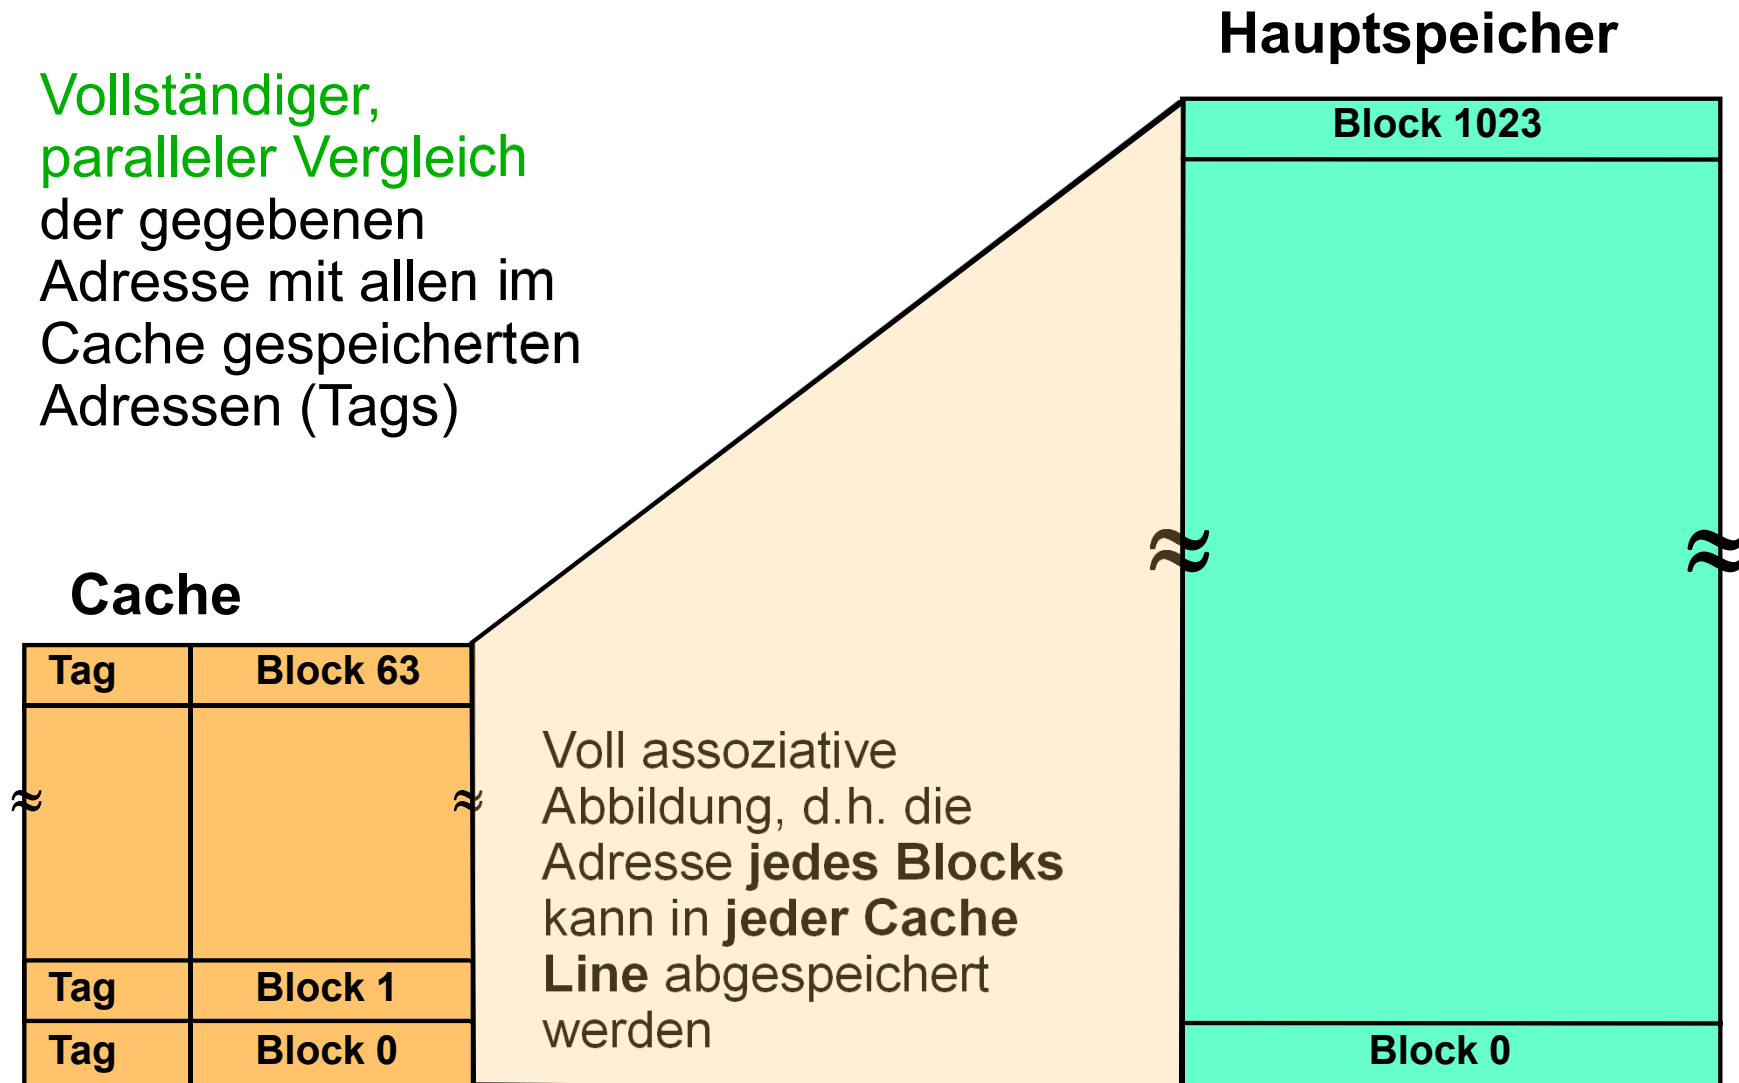 Hauptspeicher
Vollständiger,
paralleler Vergleich
der gegebenen
Adresse mit allen im
Cache gespeicherten
Adressen (Tags)
Block 1023
Cache
Tag Block 63
Voll assoziative
Abbildung, d.h. die
Adresse jedes Blocks
kann in jeder Cache
Line abgespeichert
werden
Tag Block 1
Tag Block 0
Block 0